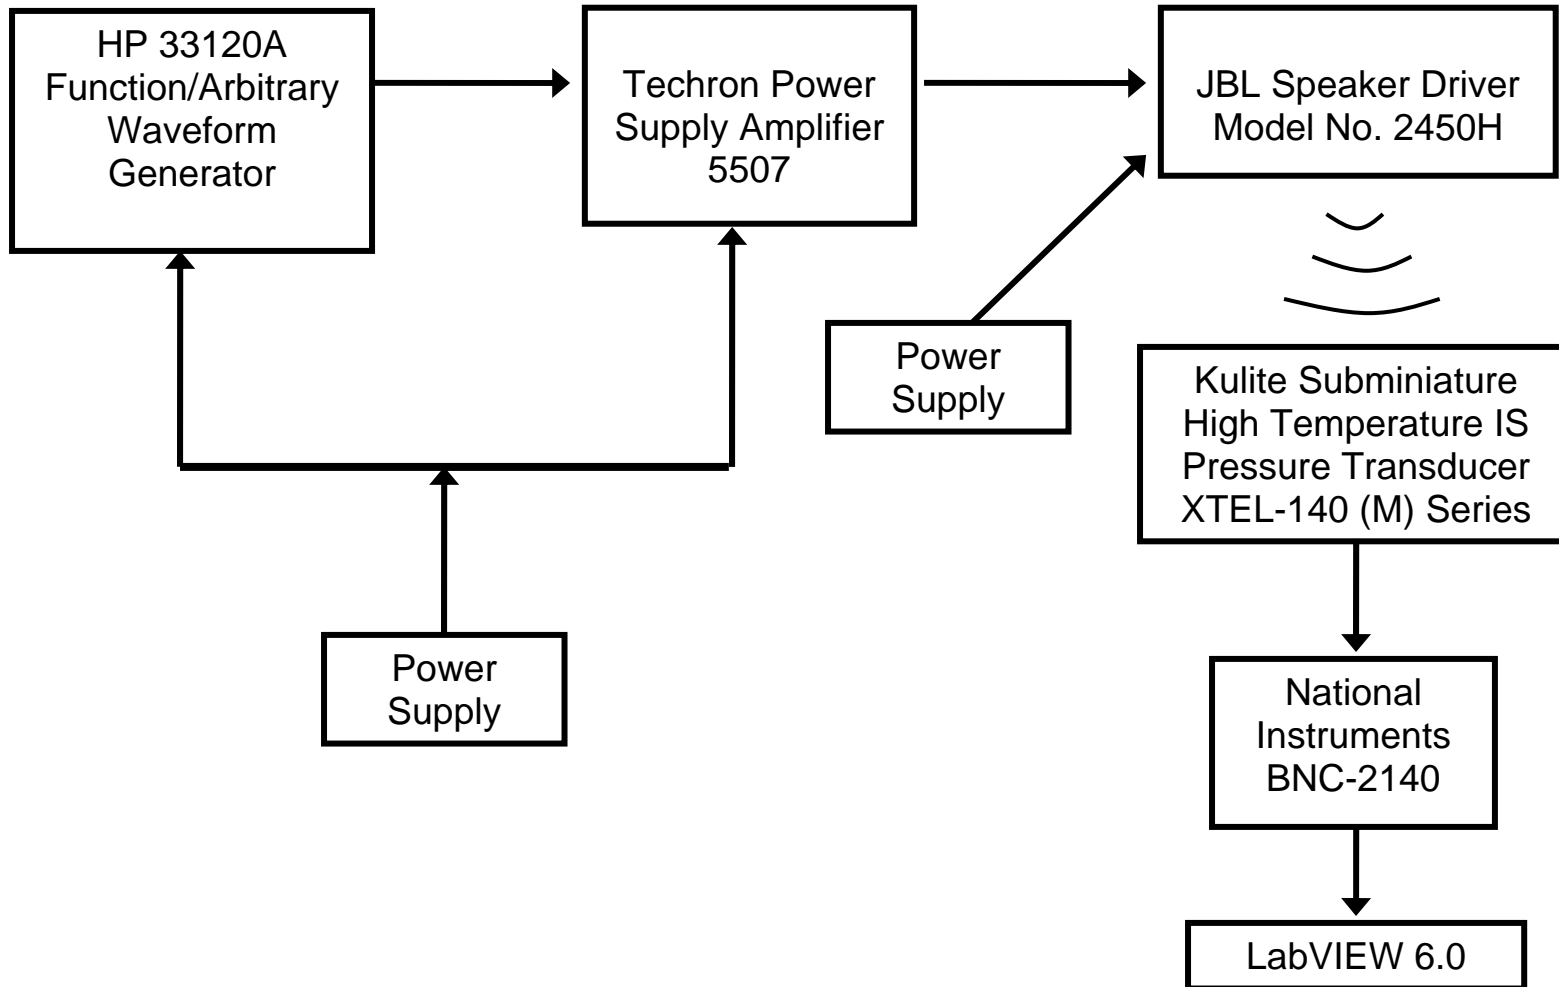 HP 33120A
Function/Arbitrary
Waveform
Generator
Techron Power
Supply Amplifier
5507
JBL Speaker Driver
Model No. 2450H
Power
Supply
Kulite Subminiature
High Temperature IS
Pressure Transducer
XTEL-140 (M) Series
Power
Supply
National
Instruments
BNC-2140
LabVIEW 6.0